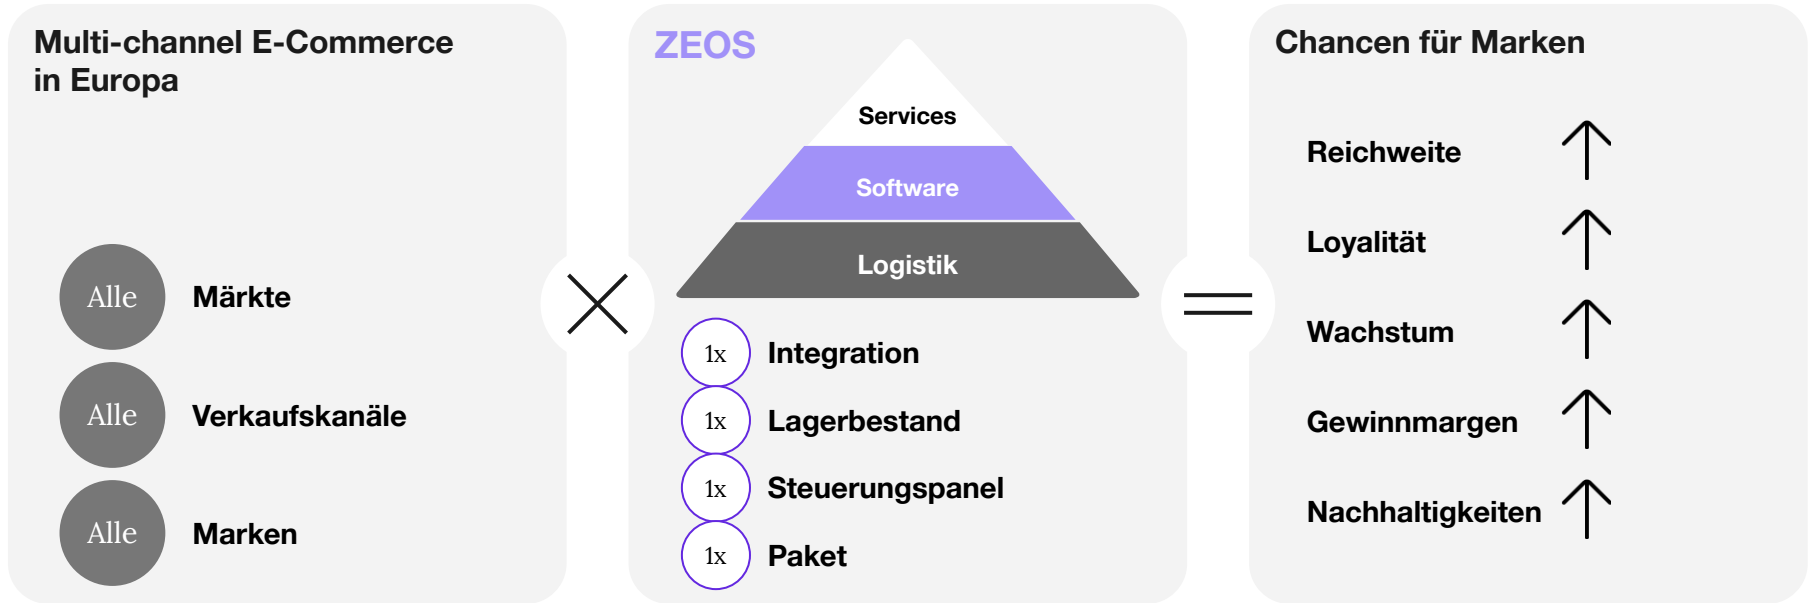 Multi-channel E-Commerce
in Europa
Alle Märkte
Alle Verkaufskanäle
Alle Marken
ZEOS
Services
Software
Logistik
1x Integration
1x Lagerbestand
1x Steuerungspanel
1x Paket
Chancen für Marken
Reichweite
Loyalität
Wachstum
Gewinnmargen
Nachhaltigkeiten